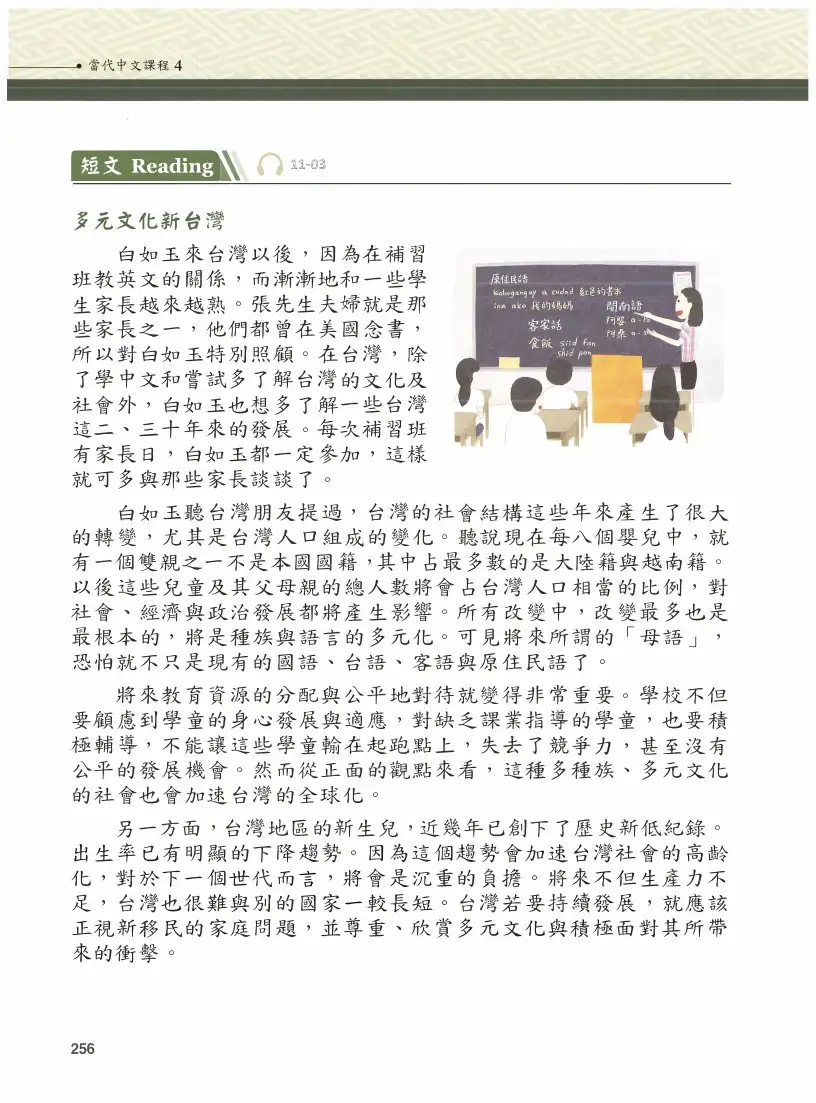 當代中文課程 4
短文 Reading
11-03
多元文化新台灣
白如玉來台灣以後，因為在補習
班教英文的關係，而漸漸地和一些學
生家長越來越熟。張先生夫婦就是那
些家長之一，他們都曾在美國念書，
所以對白如玉特別照顧。在台灣，除
了學中文和嘗試多了解台灣的文化及
社會外，白如玉也想多了解一些台灣
這二、三十年來的發展。每次補習班
有家長日，白如玉都一定參加，這樣
就可多與那些家長談談了。
原住民語
紅色的書本
ina ako 我的媽媽
閩南語
阿婆
客家話
食飯 siid fan
shid pon
白如玉聽台灣朋友提過，台灣的社會結構這些年來產生了很大
的轉變，尤其是台灣人口組成的變化。聽說現在每八個嬰兒中，就
有一個雙親之一不是本國國籍，其中占最多數的是大陸籍與越南籍。
以後這些兒童及其父母親的總人數將會占台灣人口相當的比例，對
社會、經濟與政治發展都將產生影響。所有改變中，改變最多也是
最根本的，將是種族與語言的多元化。可見將來所謂的「母語」，
恐怕就不只是現有的國語、台語、客語與原住民語了。
將來教育資源的分配與公平地對待就變得非常重要。學校不但
要顧慮到學童的身心發展與適應，對缺乏課業指導的學童，也要積
極輔導，不能讓這些學童輸在起跑點上，失去了競爭力，甚至沒有
公平的發展機會。然而從正面的觀點來看，這種多種族、多元文化
的社會也會加速台灣的全球化。
另一方面，台灣地區的新生兒，近幾年已創下了歷史新低紀錄。
出生率已有明顯的下降趨勢。因為這個趨勢會加速台灣社會的高齡
化，對於下一個世代而言，將會是沉重的負擔。將來不但生產力不
足，台灣也很難與別的國家一較長短。台灣若要持續發展，就應該
正視新移民的家庭問題，並尊重、欣賞多元文化與積極面對其所帶
來的衝擊。
256